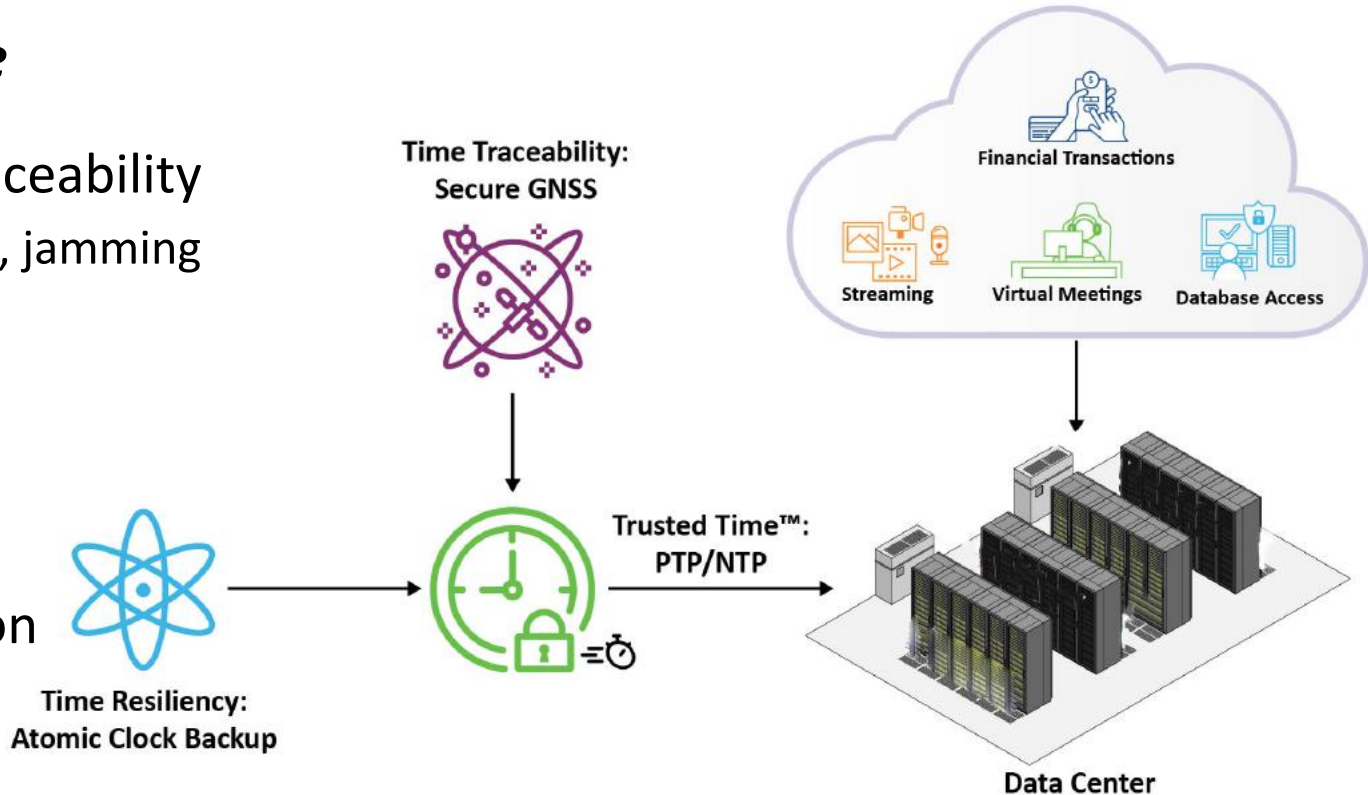 ceability
, jamming
on
Time Traceability:
Secure GNSS
Financial Transactions
Streaming
Virtual Meetings
Database Access
Trusted Time™:
PTP/NTP
Time Resiliency:
Atomic Clock Backup
Data Center